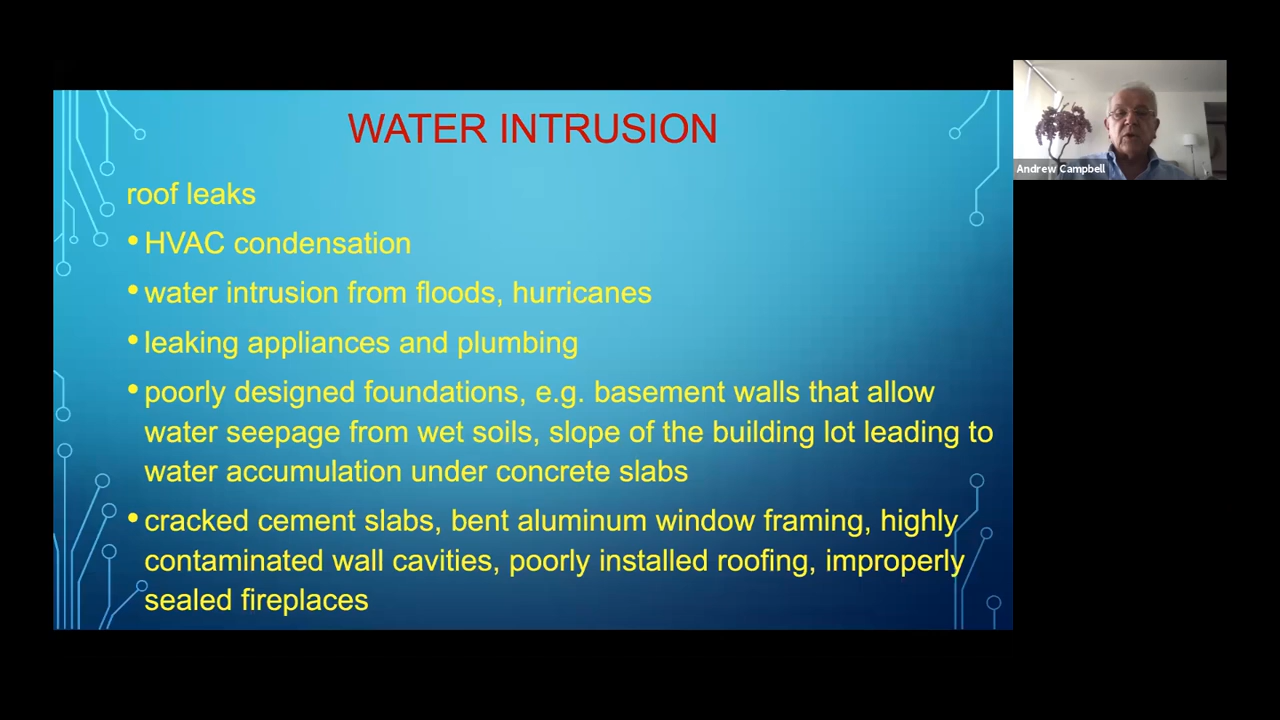 WATER INTRUSION
Andrew Campbell
roof leaks
• HVAC condensation
• water intrusion from floods, hurricanes
• leaking appliances and plumbing
• poorly designed foundations, e.g. basement walls that allow
water seepage from wet soils, slope of the building lot leading to
water accumulation under concrete slabs
• cracked cement slabs, bent aluminum window framing, highly
contaminated wall cavities, poorly installed roofing, improperly
sealed fireplaces